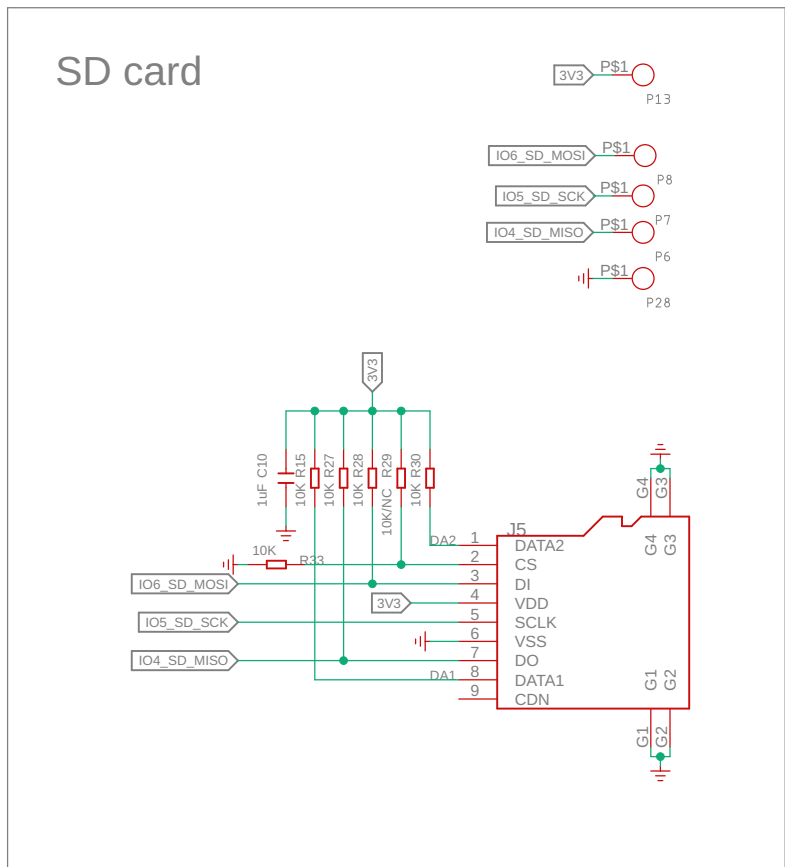 SD card
3V3
P$1
P13
IO6_SD_MOSI
P$1
P8
IO5_SD_SCK
P$1
P7
IO4_SD_MISO
P$1
P6
P$1
P28
3V3
1uF C10
10K R15
10K R27
10K R28
10K/NC R29
10K R30
10K
R33
IO6_SD_MOSI
3V3
IO5_SD_SCK
IO4_SD_MISO
J5
DA2
1
DATA2
2
CS
3
DI
4
VDD
5
SCLK
6
VSS
7
DO
DA1
8
DATA1
9
CDN
G4
G3
G4
G3
G1
G2
G1
G2